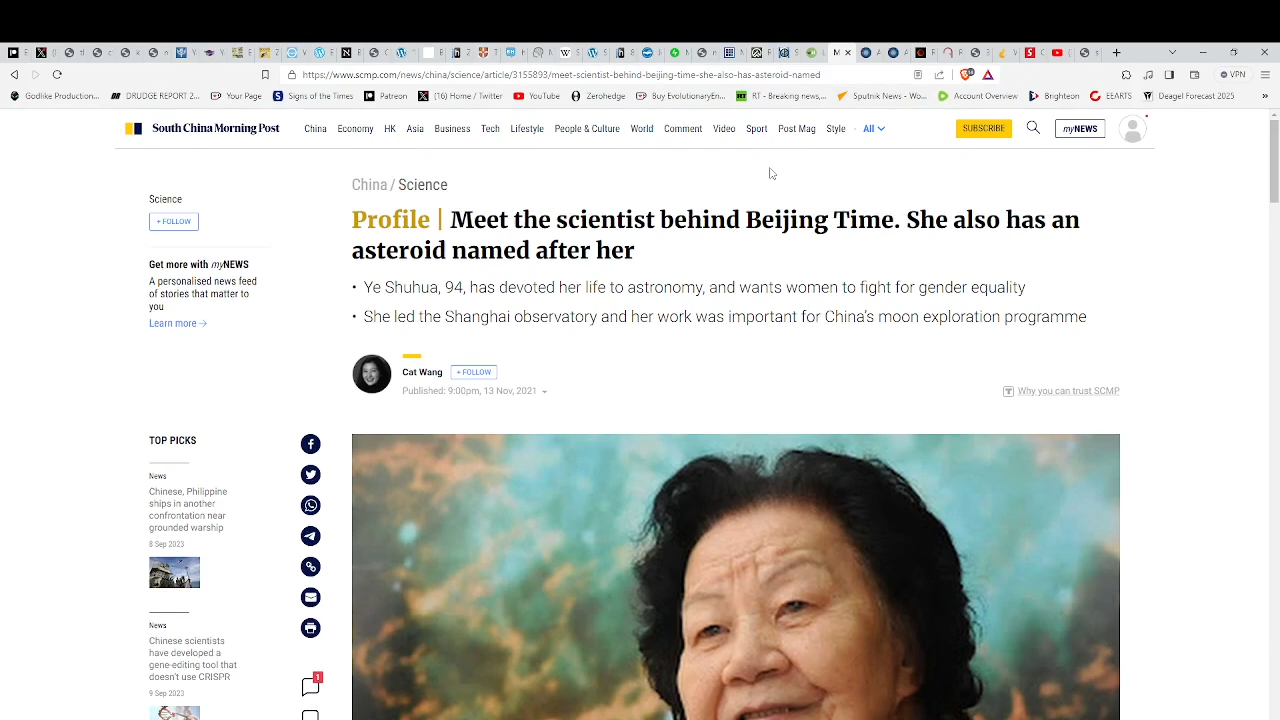 https://www.scmp.com/news/china/science/article/3155893/meet-scientist-behind-beijing-time-she-also-has-asteroid-named
VPN
Godlike Production... DRUDGE REPORT 2... Your Page Signs of the Times Patreon (16) Home / Twitter YouTube Zerohedge Buy EvolutionaryEn... RT - Breaking news,... Sputnik News - Wo... Account Overview Brighteon EEARTS Deagel Forecast 2025 »
South China Morning Post China Economy HK Asia Business Tech Lifestyle People & Culture World Comment Video Sport Post Mag Style All SUBSCRIBE myNEWS
China / Science
Science
+ FOLLOW
Get more with myNEWS
A personalised news feed
of stories that matter to
you
Learn more →
Profile | Meet the scientist behind Beijing Time. She also has an
asteroid named after her
• Ye Shuhua, 94, has devoted her life to astronomy, and wants women to fight for gender equality
• She led the Shanghai observatory and her work was important for China's moon exploration programme
Cat Wang + FOLLOW
Published: 9:00pm, 13 Nov, 2021
Why you can trust SCMP
TOP PICKS
News
Chinese, Philippine
ships in another
confrontation near
grounded warship
8 Sep 2023
News
Chinese scientists
have developed a
gene-editing tool that
doesn't use CRISPR
9 Sep 2023
1